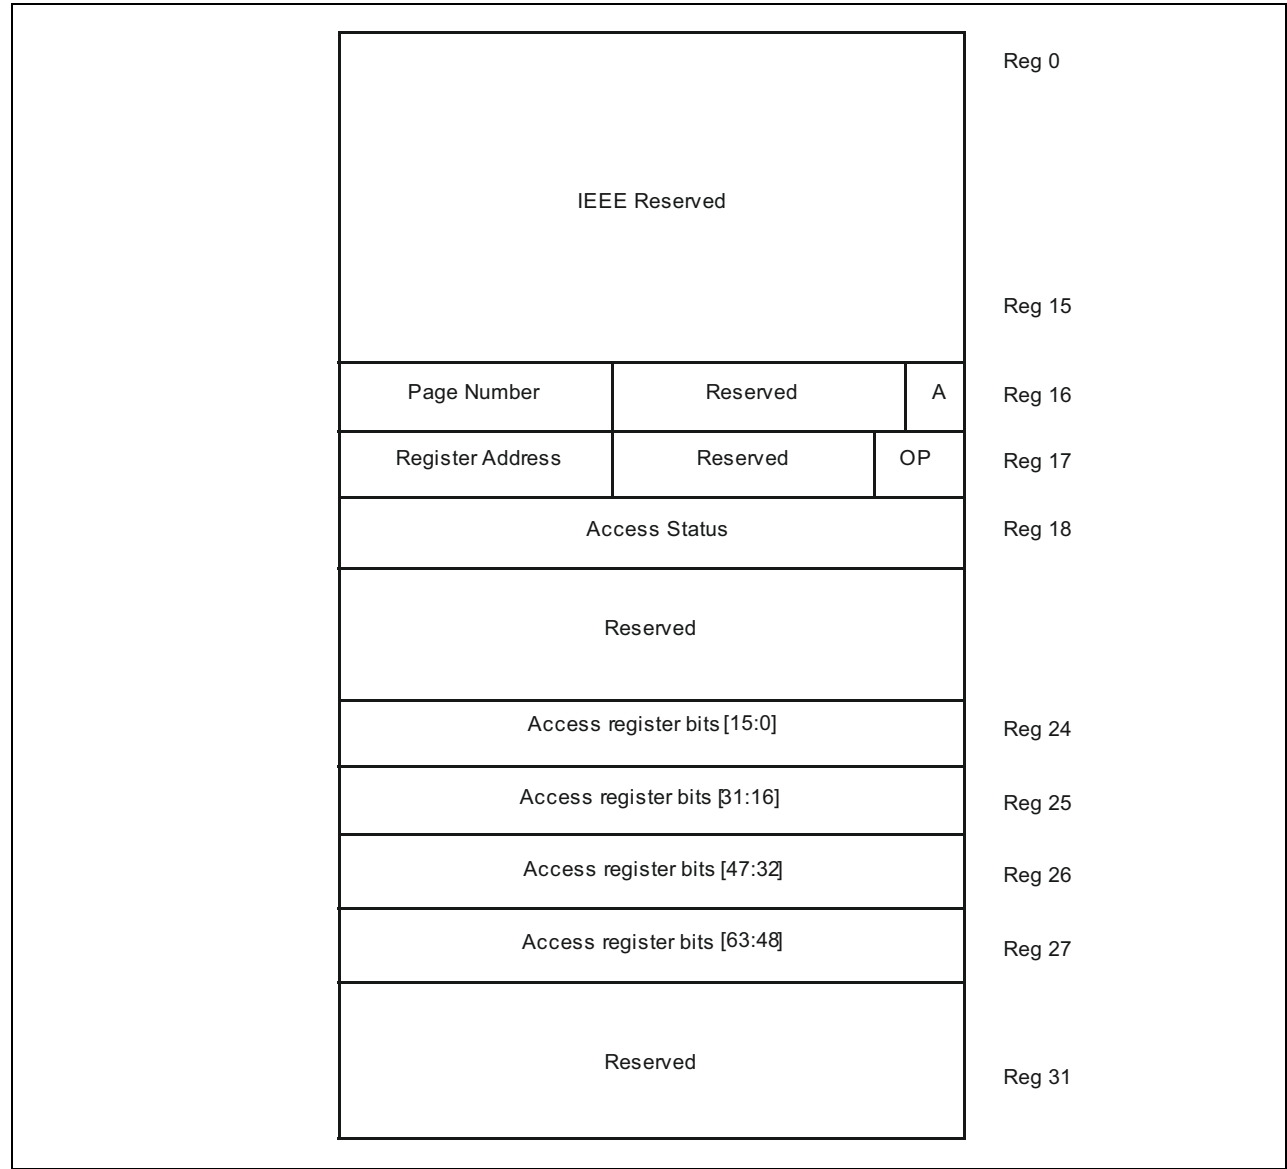 Reg 0
IEEE Reserved
Reg 15
Page Number Reserved A Reg 16
Register Address Reserved OP Reg 17
Access Status Reg 18
Reserved
Access register bits [15:0] Reg 24
Access register bits [31:16] Reg 25
Access register bits [47:32] Reg 26
Access register bits [63:48] Reg 27
Reserved
Reg 31